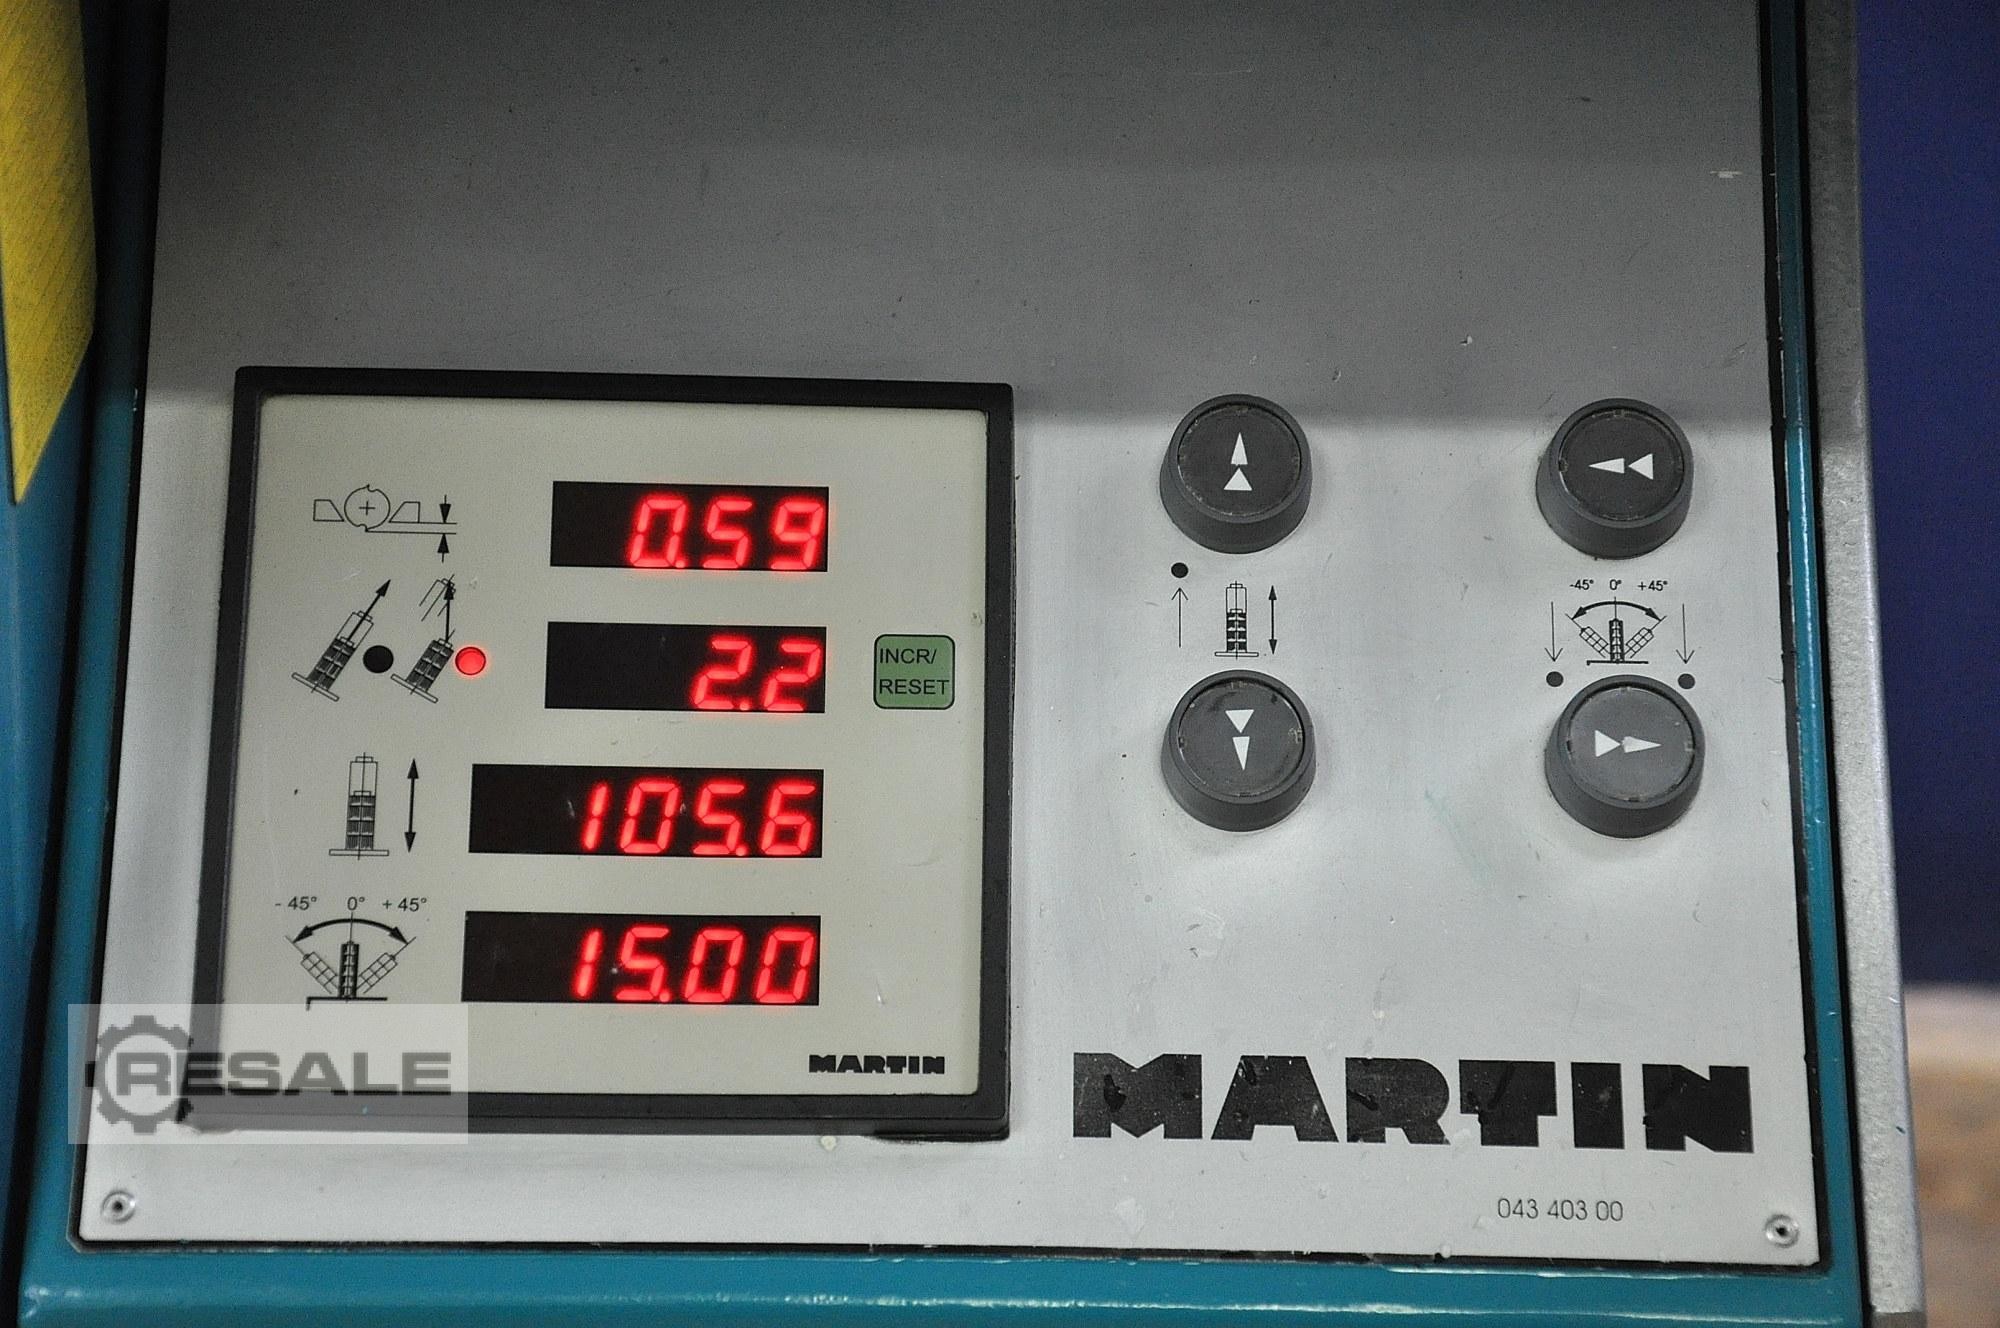 0.59
2.2
INCR/
RESET
105.6
- 45° 0° + 45°
15.00
MARTIN
-45° 0° +45°
MARTIN
043 403 00
RESALE